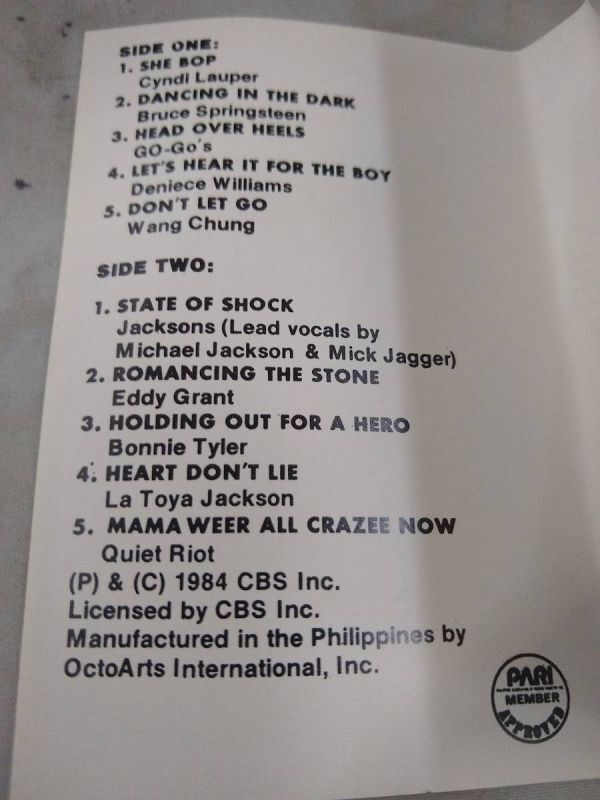 SIDE ONE:
1. SHE BOP
Cyndi Lauper
2. DANCING IN THE DARK
Bruce Springsteen
3. HEAD OVER HEELS
GO-Go's
4. LET'S HEAR IT FOR THE BOY
Deniece Williams
5. DON'T LET GO
Wang Chung
SIDE TWO:
1. STATE OF SHOCK
Jacksons (Lead vocals by
Michael Jackson & Mick Jagger)
2. ROMANCING THE STONE
Eddy Grant
3. HOLDING OUT FOR A HERO
Bonnie Tyler
4. HEART DON'T LIE
La Toya Jackson
5. MAMA WEER ALL CRAZEE NOW
Quiet Riot
(P) & (C) 1984 CBS Inc.
Licensed by CBS Inc.
Manufactured in the Philippines by
OctoArts International, Inc.
PARI
MEMBER
APPROVED